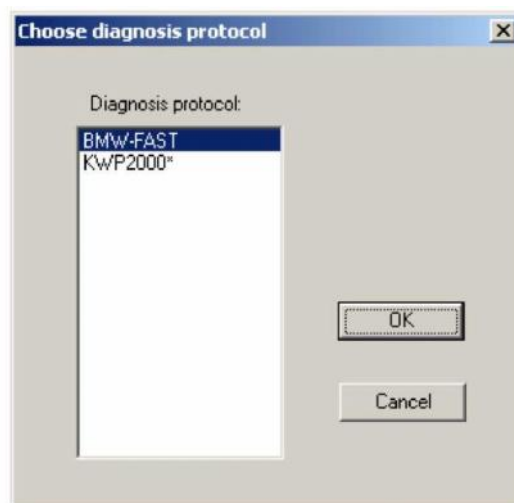 Choose diagnosis protocol
Diagnosis protocol:
BMW-FAST
KWP2000*
OK
Cancel